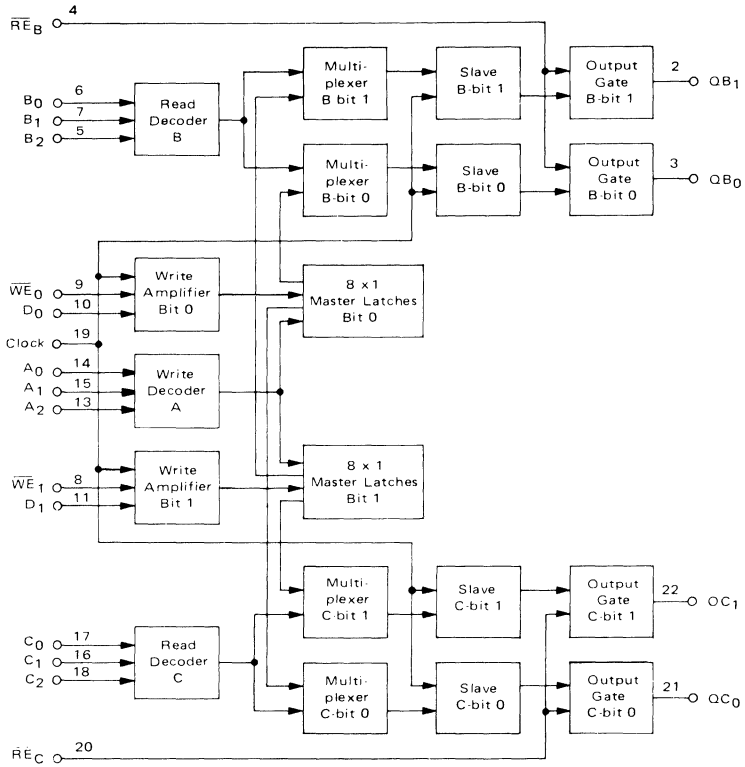 4
R̅E̅B
6
B0
7
B1
5
B2
Read
Decoder
B
Multi-
plexer
B bit 1
Slave
B-bit 1
Output
Gate
B-bit 1
2
QB1
Multi-
plexer
B-bit 0
Slave
B-bit 0
Output
Gate
B-bit 0
3
QB0
9
W̅E̅0
10
D0
Write
Amplifier
Bit 0
8 x 1
Master Latches
Bit 0
19
Clock
14
A0
15
A1
13
A2
Write
Decoder
A
8
W̅E̅1
11
D1
Write
Amplifier
Bit 1
8 x 1
Master Latches
Bit 1
Multi-
plexer
C-bit 1
Slave
C-bit 1
Output
Gate
C-bit 1
22
OC1
17
C0
16
C1
18
C2
Read
Decoder
C
Multi-
plexer
C-bit 0
Slave
C-bit 0
Output
Gate
C-bit 0
21
QC0
20
R̅E̅C